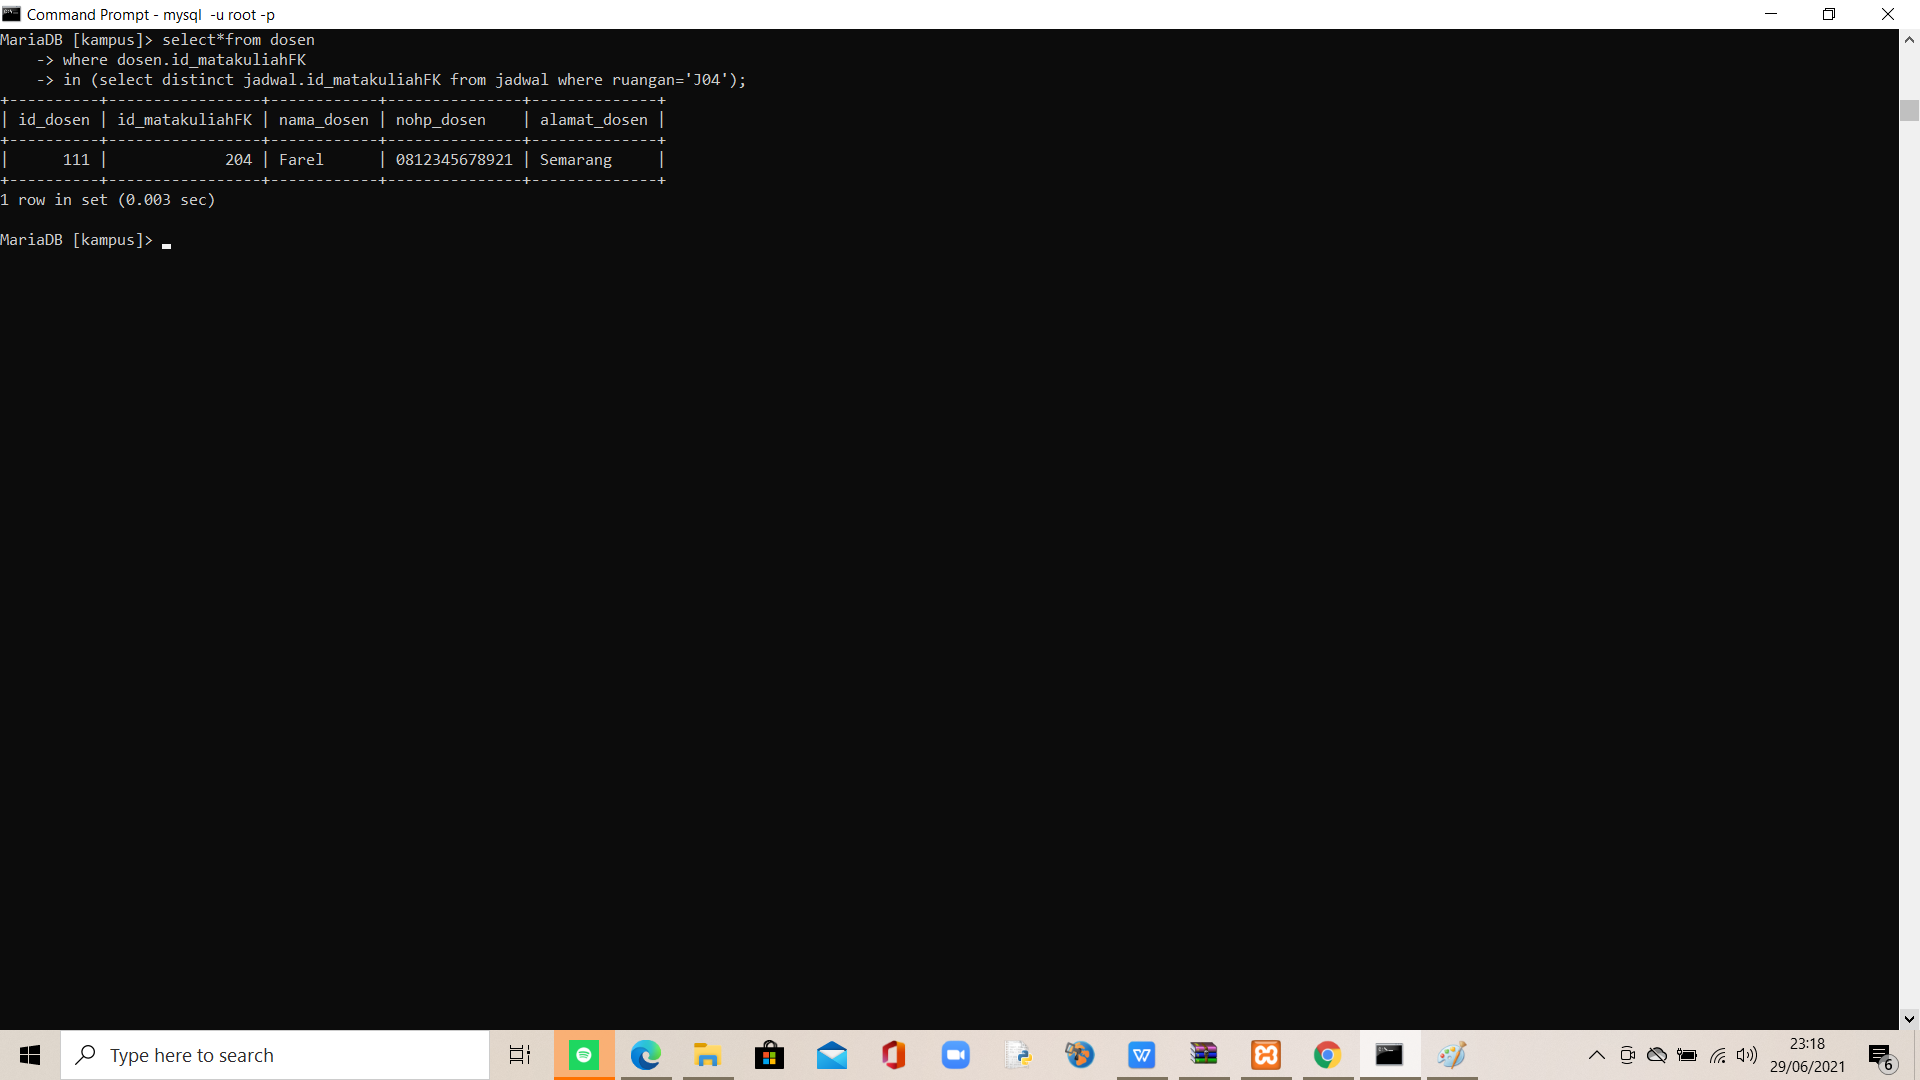 Command Prompt - mysql  -u root -p
MariaDB [kampus]> select*from dosen
    -> where dosen.id_matakuliahFK
    -> in (select distinct jadwal.id_matakuliahFK from jadwal where ruangan='J04');
+----------+-----------------+------------+---------------+--------------+
| id_dosen | id_matakuliahFK | nama_dosen | nohp_dosen    | alamat_dosen |
+----------+-----------------+------------+---------------+--------------+
|      111 |             204 | Farel      | 0812345678921 | Semarang     |
+----------+-----------------+------------+---------------+--------------+
1 row in set (0.003 sec)
MariaDB [kampus]>
Type here to search
23:18
29/06/2021
6